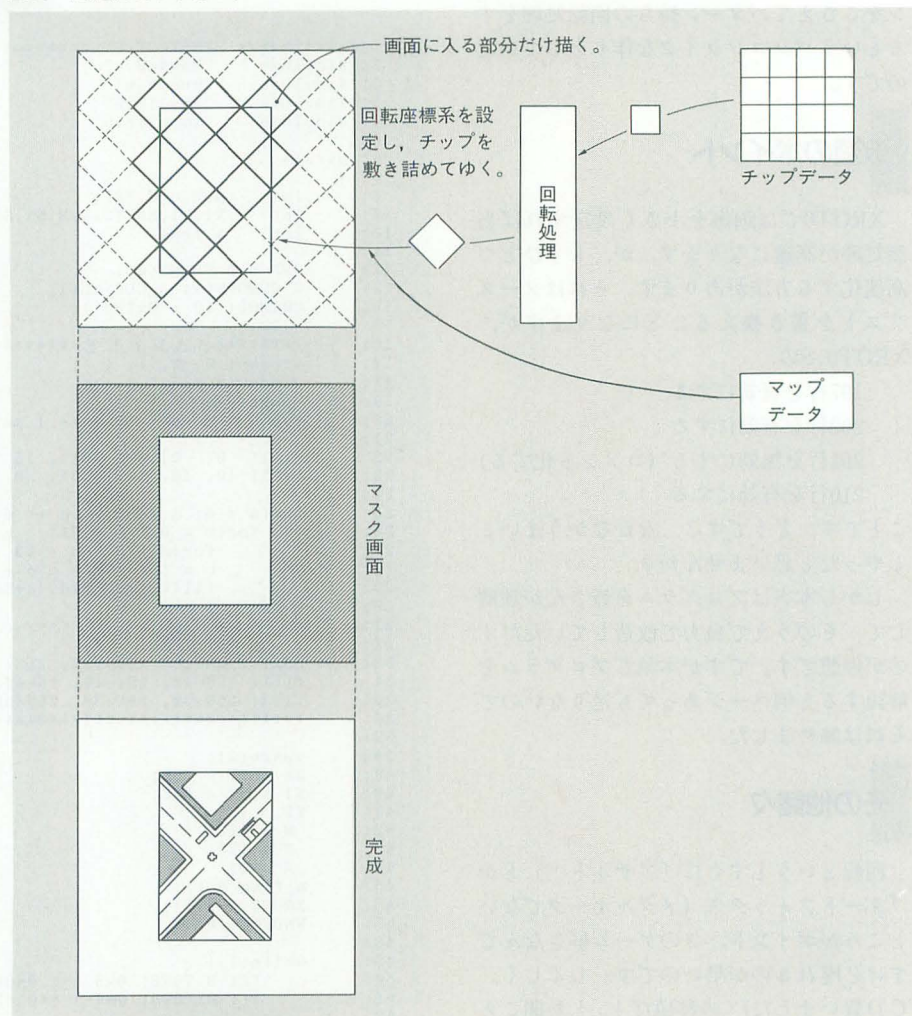 画面に入る部分だけ描く。
回転座標系を設
定し，チップを
敷き詰めてゆく。
回転処理
チップデータ
マップ
データ
マスク画面
完成